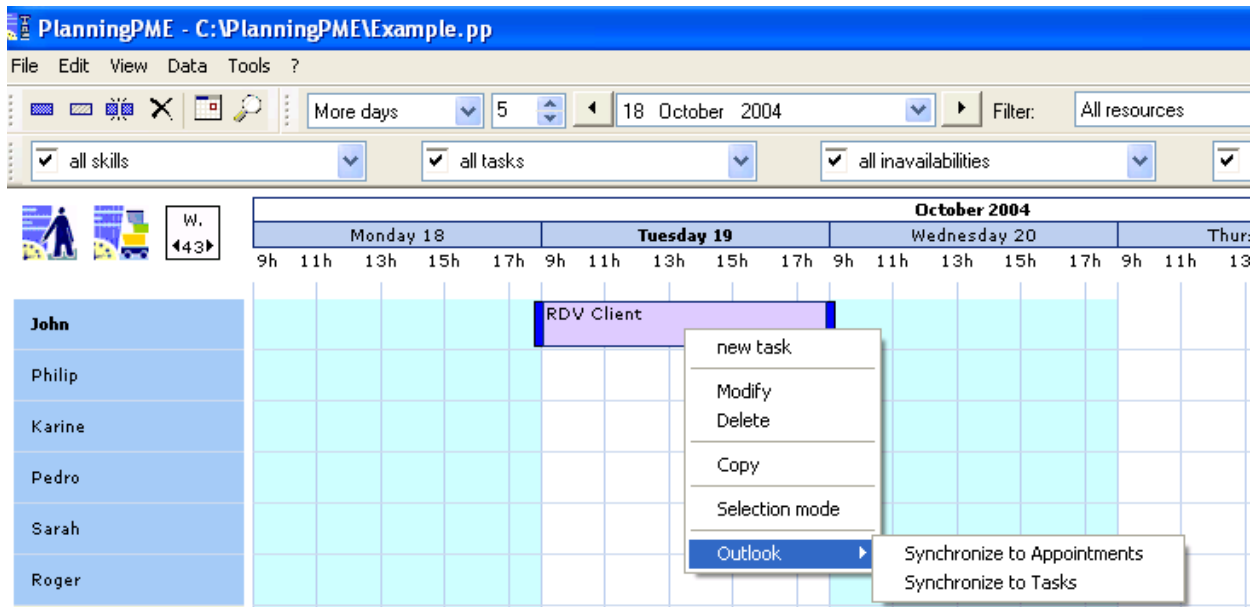 PlanningPME - C:\PlanningPME\Example.pp
File Edit View Data Tools ?
More days 5 18 October 2004 Filter: All resources
all skills all tasks all inavailabilities
W.
43
October 2004
Monday 18 Tuesday 19 Wednesday 20 Thurs
9h 11h 13h 15h 17h 9h 11h 13h 15h 17h 9h 11h 13h 15h 17h 9h 11h 13
John
RDV Client
new task
Philip
Modify
Delete
Karine
Copy
Pedro
Selection mode
Sarah
Outlook
Synchronize to Appointments
Roger
Synchronize to Tasks